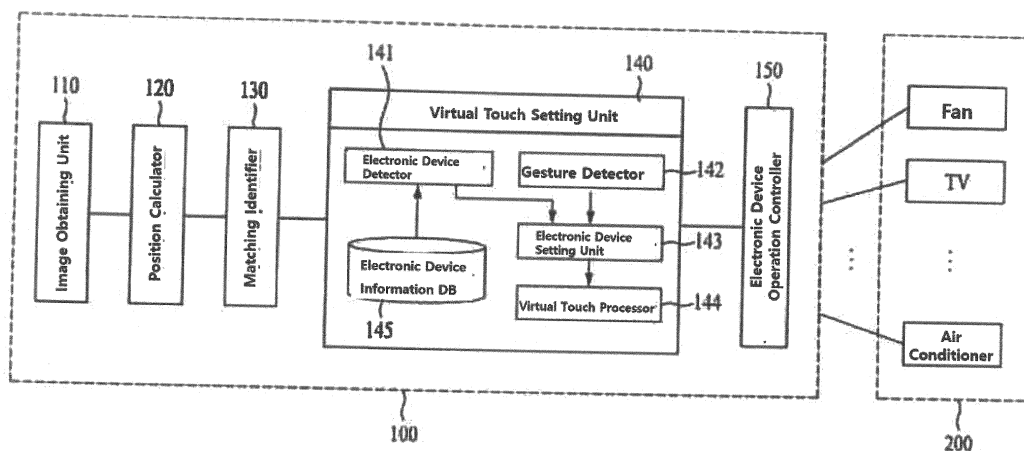 141
140
150
110
120
130
Virtual Touch Setting Unit
Image Obtaining Unit
Position Calculator
Matching Identifier
Electronic Device
Detector
Gesture Detector
142
Electronic Device
Setting Unit
143
Electronic Device
Information DB
145
Virtual Touch Processor
144
Electronic Device
Operation Controller
Fan
TV
Air
Conditioner
100
200